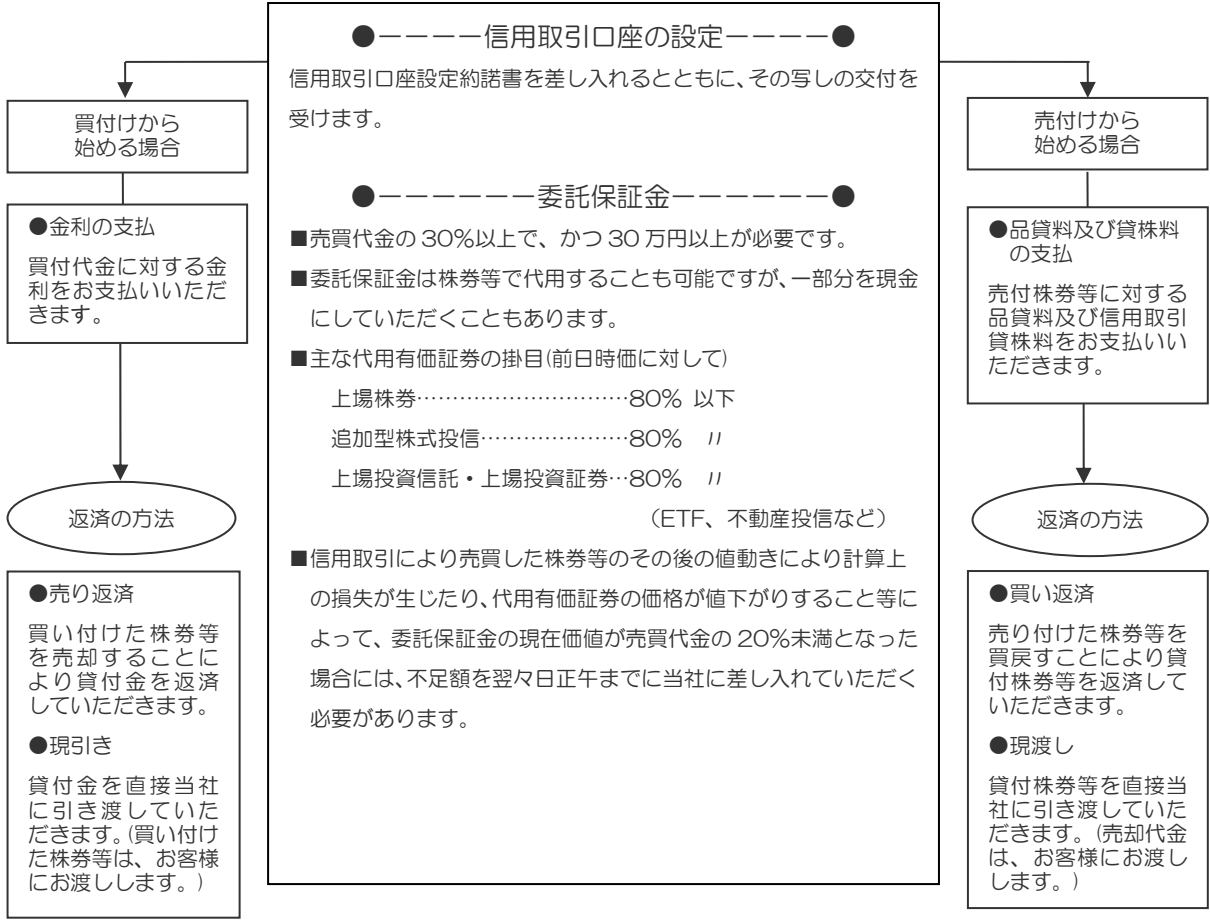 ●ーーーー信用取引口座の設定ーーーー●
信用取引口座設定約諾書を差し入れるとともに、その写しの交付を
受けます。
●ーーーーーー委託保証金ーーーーーー●
■売買代金の 30%以上で、かつ 30 万円以上が必要です。
■委託保証金は株券等で代用することも可能ですが、一部分を現金
にしていただくこともあります。
■主な代用有価証券の掛目(前日時価に対して)
上場株券…………………………80% 以下
追加型株式投信…………………80% 〃
上場投資信託・上場投資証券…80% 〃
(ETF、不動産投信など)
■信用取引により売買した株券等のその後の値動きにより計算上
の損失が生じたり、代用有価証券の価格が値下がりすること等に
よって、委託保証金の現在価値が売買代金の 20%未満となった
場合には、不足額を翌々日正午までに当社に差し入れていただく
必要があります。
買付けから
始める場合
●金利の支払
買付代金に対する金
利をお支払いいただ
きます。
返済の方法
●売り返済
買い付けた株券等
を売却することに
より貸付金を返済
していただきます。
●現引き
貸付金を直接当社
に引き渡していた
だきます。(買い付け
た株券等は、お客様
にお渡しします。)
売付けから
始める場合
●品貸料及び貸株料
の支払
売付株券等に対する
品貸料及び信用取引
貸株料をお支払いい
ただきます。
返済の方法
●買い返済
売り付けた株券等を
買戻すことにより貸
付株券等を返済して
いただきます。
●現渡し
貸付株券等を直接当
社に引き渡していた
だきます。(売却代金
は、お客様にお渡し
します。)